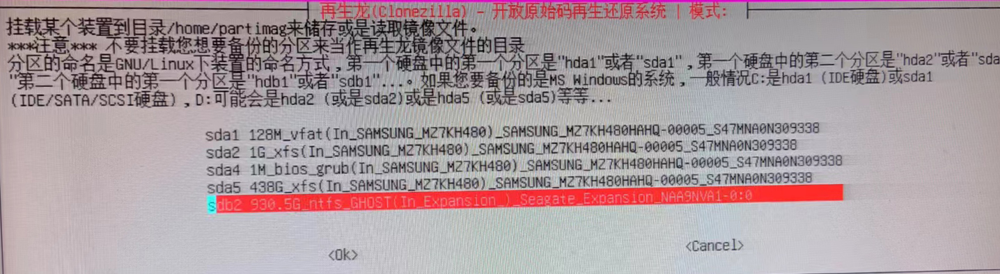 再生龙(Clonezilla) - 开放原始码再生还原系统 | 模式:
挂载某个装置到目录/home/partimag来储存或是读取镜像文件。
***注意*** 不要挂载您想要备份的分区来当作再生龙镜像文件的目录
分区的命名是GNU/Linux下装置的命名方式,第一个硬盘中的第一个分区是"hda1"或者"sda1",第一个硬盘中的第二个分区是"hda2"或者"sda
"第二个硬盘中的第一个分区是"hdb1"或者"sdb1"...。如果您要备份的是MS Windows的系统,一般情况C:是hda1 (IDE硬盘)或sda1
(IDE/SATA/SCSI硬盘),D:可能会是hda2 (或是sda2)或是hda5 (或是sda5)等等...
sda1 128M_vfat(In_SAMSUNG_MZ7KH480)_SAMSUNG_MZ7KH480HAHQ-00005_S47MNA0N309338
sda2 1G_xfs(In_SAMSUNG_MZ7KH480)_SAMSUNG_MZ7KH480HAHQ-00005_S47MNA0N309338
sda4 1M_bios_grub(In_SAMSUNG_MZ7KH480)_SAMSUNG_MZ7KH480HAHQ-00005_S47MNA0N309338
sda5 438G_xfs(In_SAMSUNG_MZ7KH480)_SAMSUNG_MZ7KH480HAHQ-00005_S47MNA0N309338
sdb2 930.5G_ntfs_GHOST(In_Expansion_)_Seagate_Expansion_NAA9NVA1-0:0
<Ok> <Cancel>